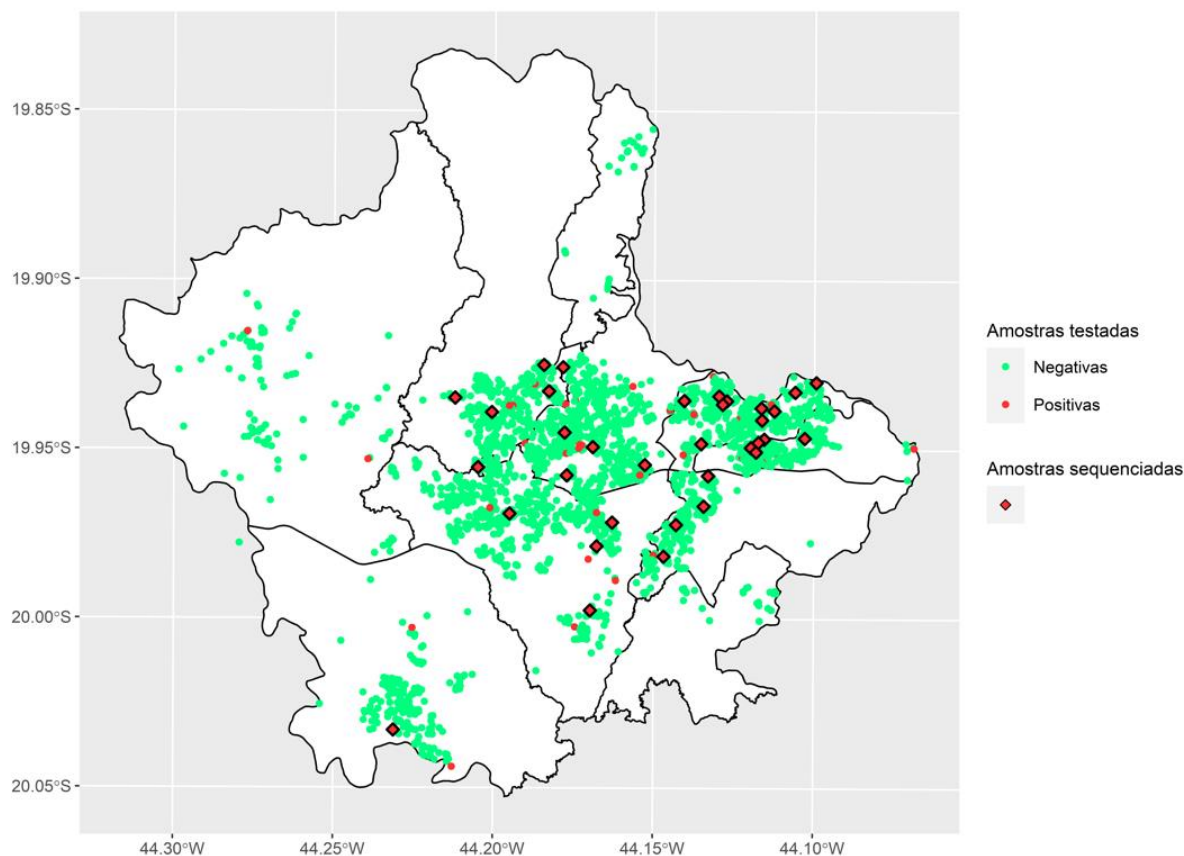 19.85°S
19.90°S
19.95°S
20.00°S
20.05°S
44.30°W
44.25°W
44.20°W
44.15°W
44.10°W
Amostras testadas
Negativas
Positivas
Amostras sequenciadas